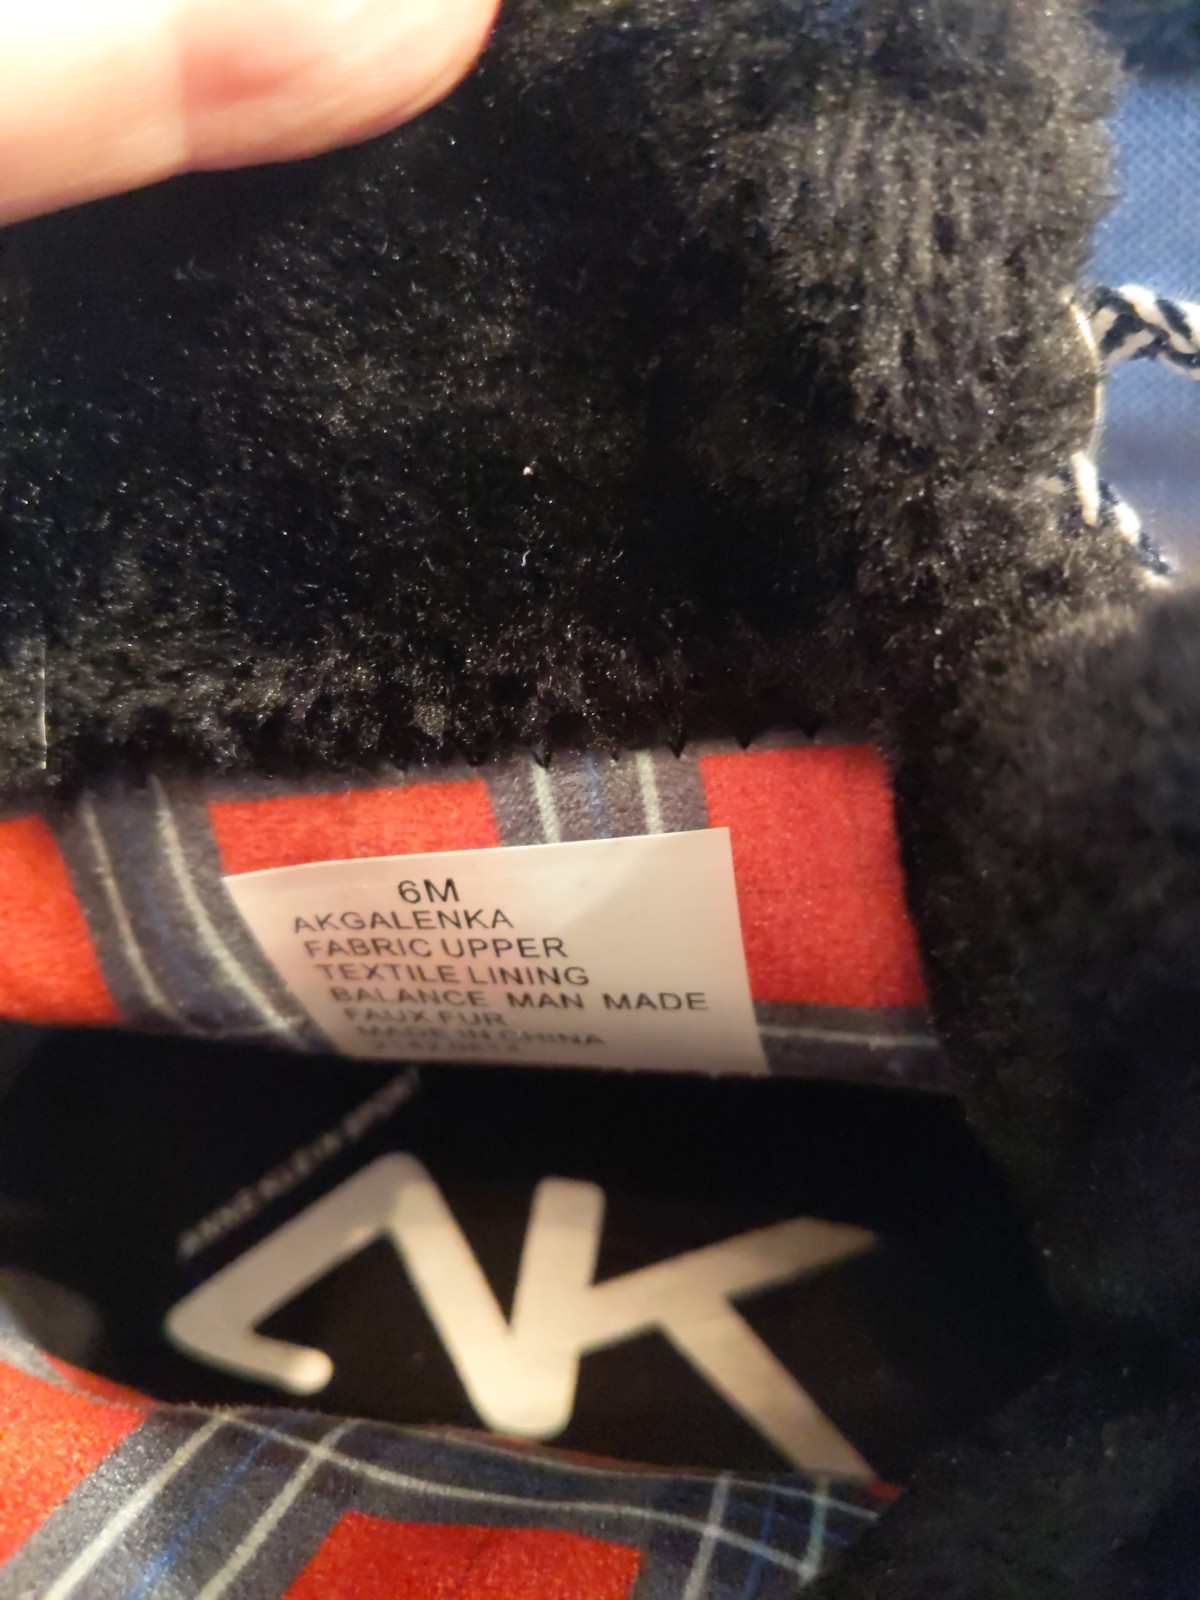 6M
AKGALENKA
FABRIC UPPER
TEXTILE LINING
BALANCE MAN MADE
FAUX FUR
MADE IN CHINA
AK